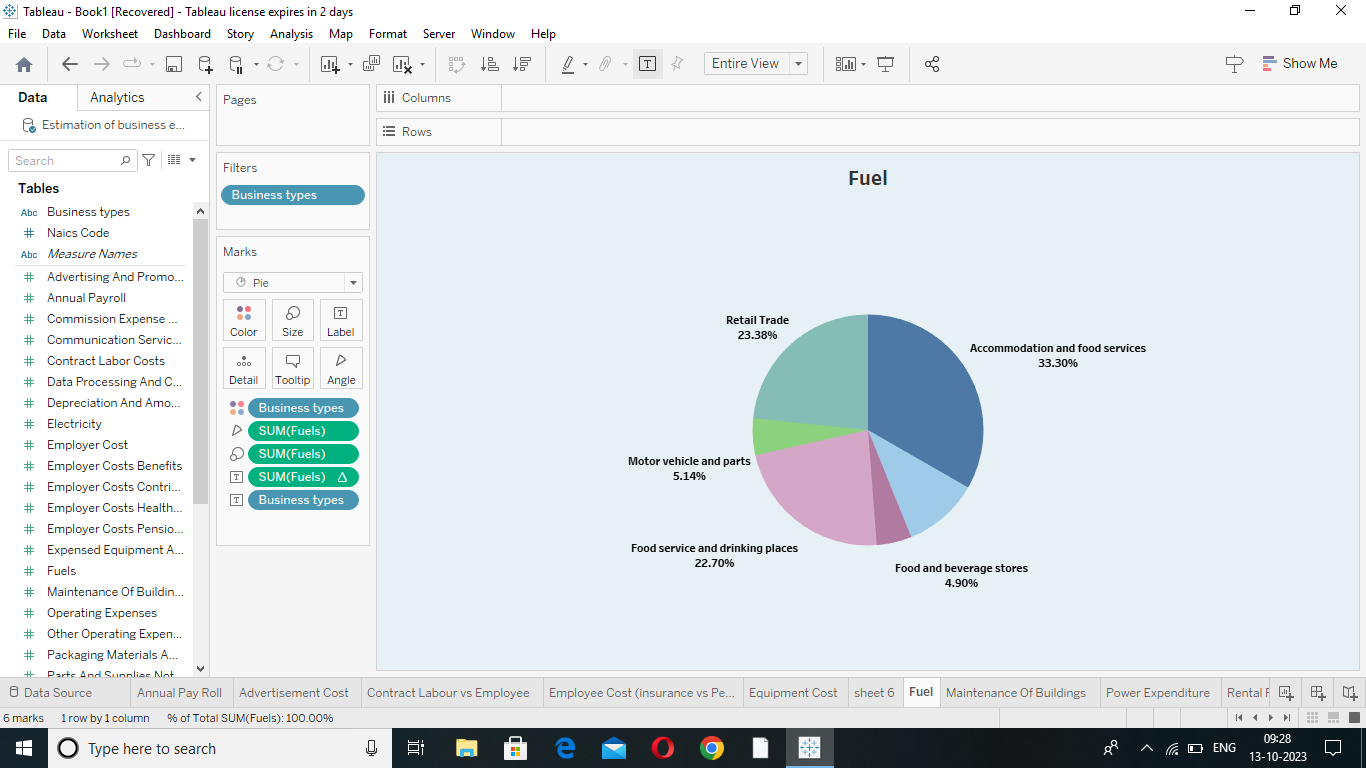 Tableau - Book1 [Recovered] - Tableau license expires in 2 days
File Data Worksheet Dashboard Story Analysis Map Format Server Window Help
Entire View
Show Me
Data Analytics
Estimation of business e...
Search
Tables
Abc Business types
# Naics Code
Abc Measure Names
# Advertising And Promo...
# Annual Payroll
# Commission Expense ...
# Communication Servic...
# Contract Labor Costs
# Data Processing And C...
# Depreciation And Amo...
# Electricity
# Employer Cost
# Employer Costs Benefits
# Employer Costs Contri...
# Employer Costs Health...
# Employer Costs Pensio...
# Expensed Equipment A...
# Fuels
# Maintenance Of Buildin...
# Operating Expenses
# Other Operating Expen...
# Packaging Materials A...
# Parts And Supplies Not
Pages
Filters
Business types
Marks
Pie
Color Size Label
Detail Tooltip Angle
Business types
SUM(Fuels)
SUM(Fuels)
SUM(Fuels) Δ
Business types
Columns
Rows
Fuel
Retail Trade
23.38%
Accommodation and food services
33.30%
Motor vehicle and parts
5.14%
Food service and drinking places
22.70%
Food and beverage stores
4.90%
Data Source Annual Pay Roll Advertisement Cost Contract Labour vs Employee Employee Cost (insurance vs Pe... Equipment Cost sheet 6 Fuel Maintenance Of Buildings Power Expenditure Rental F
6 marks 1 row by 1 column % of Total SUM(Fuels): 100.00%
Type here to search
ENG
09:28
13-10-2023